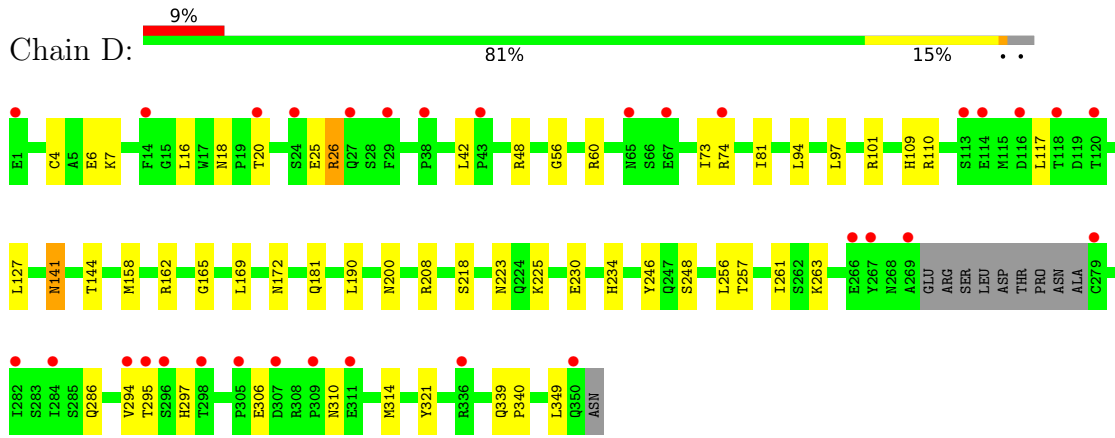 9%
Chain D:
81% 15% • •
E1 C4 A5 E6 K7 F14 G15 L16 W17 N18 P19 T20 S24 E25 R26 Q27 S28 F29 P38 L42 P43 R48 G56 R60 N65 S66 E67 I73 R74 I81 L94 L97 R101 H109 R110 S113 E114 M115 D116 L117 T118 D119 T120
L127 N141 T144 M158 R162 G165 L169 N172 Q181 L190 N200 R208 S218 N223 Q224 K225 E230 H234 Y246 Q247 S248 L256 T257 I261 S262 K263 E266 Y267 N268 A269 GLU ARG SER LEU ASP THR PRO ASN ALA C279
I282 S283 I284 S285 Q286 V294 T295 S296 H297 T298 P305 E306 D307 R308 P309 N310 E311 M314 Y321 R336 Q339 P340 L349 Q350 ASN